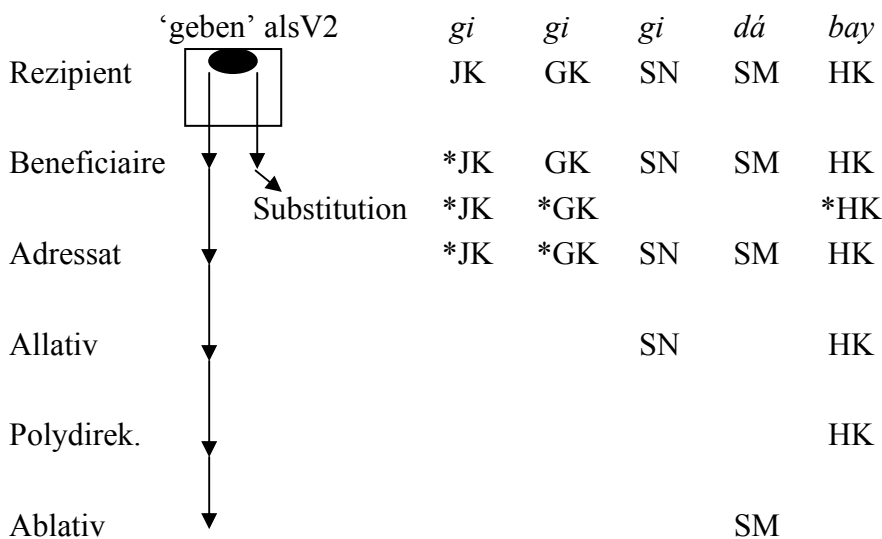 ‘geben’ alsV2 gi gi gi dá bay
Rezipient JK GK SN SM HK
Beneficiaire *JK GK SN SM HK
Substitution *JK *GK *HK
Adressat *JK *GK SN SM HK
Allativ SN HK
Polydirek. HK
Ablativ SM